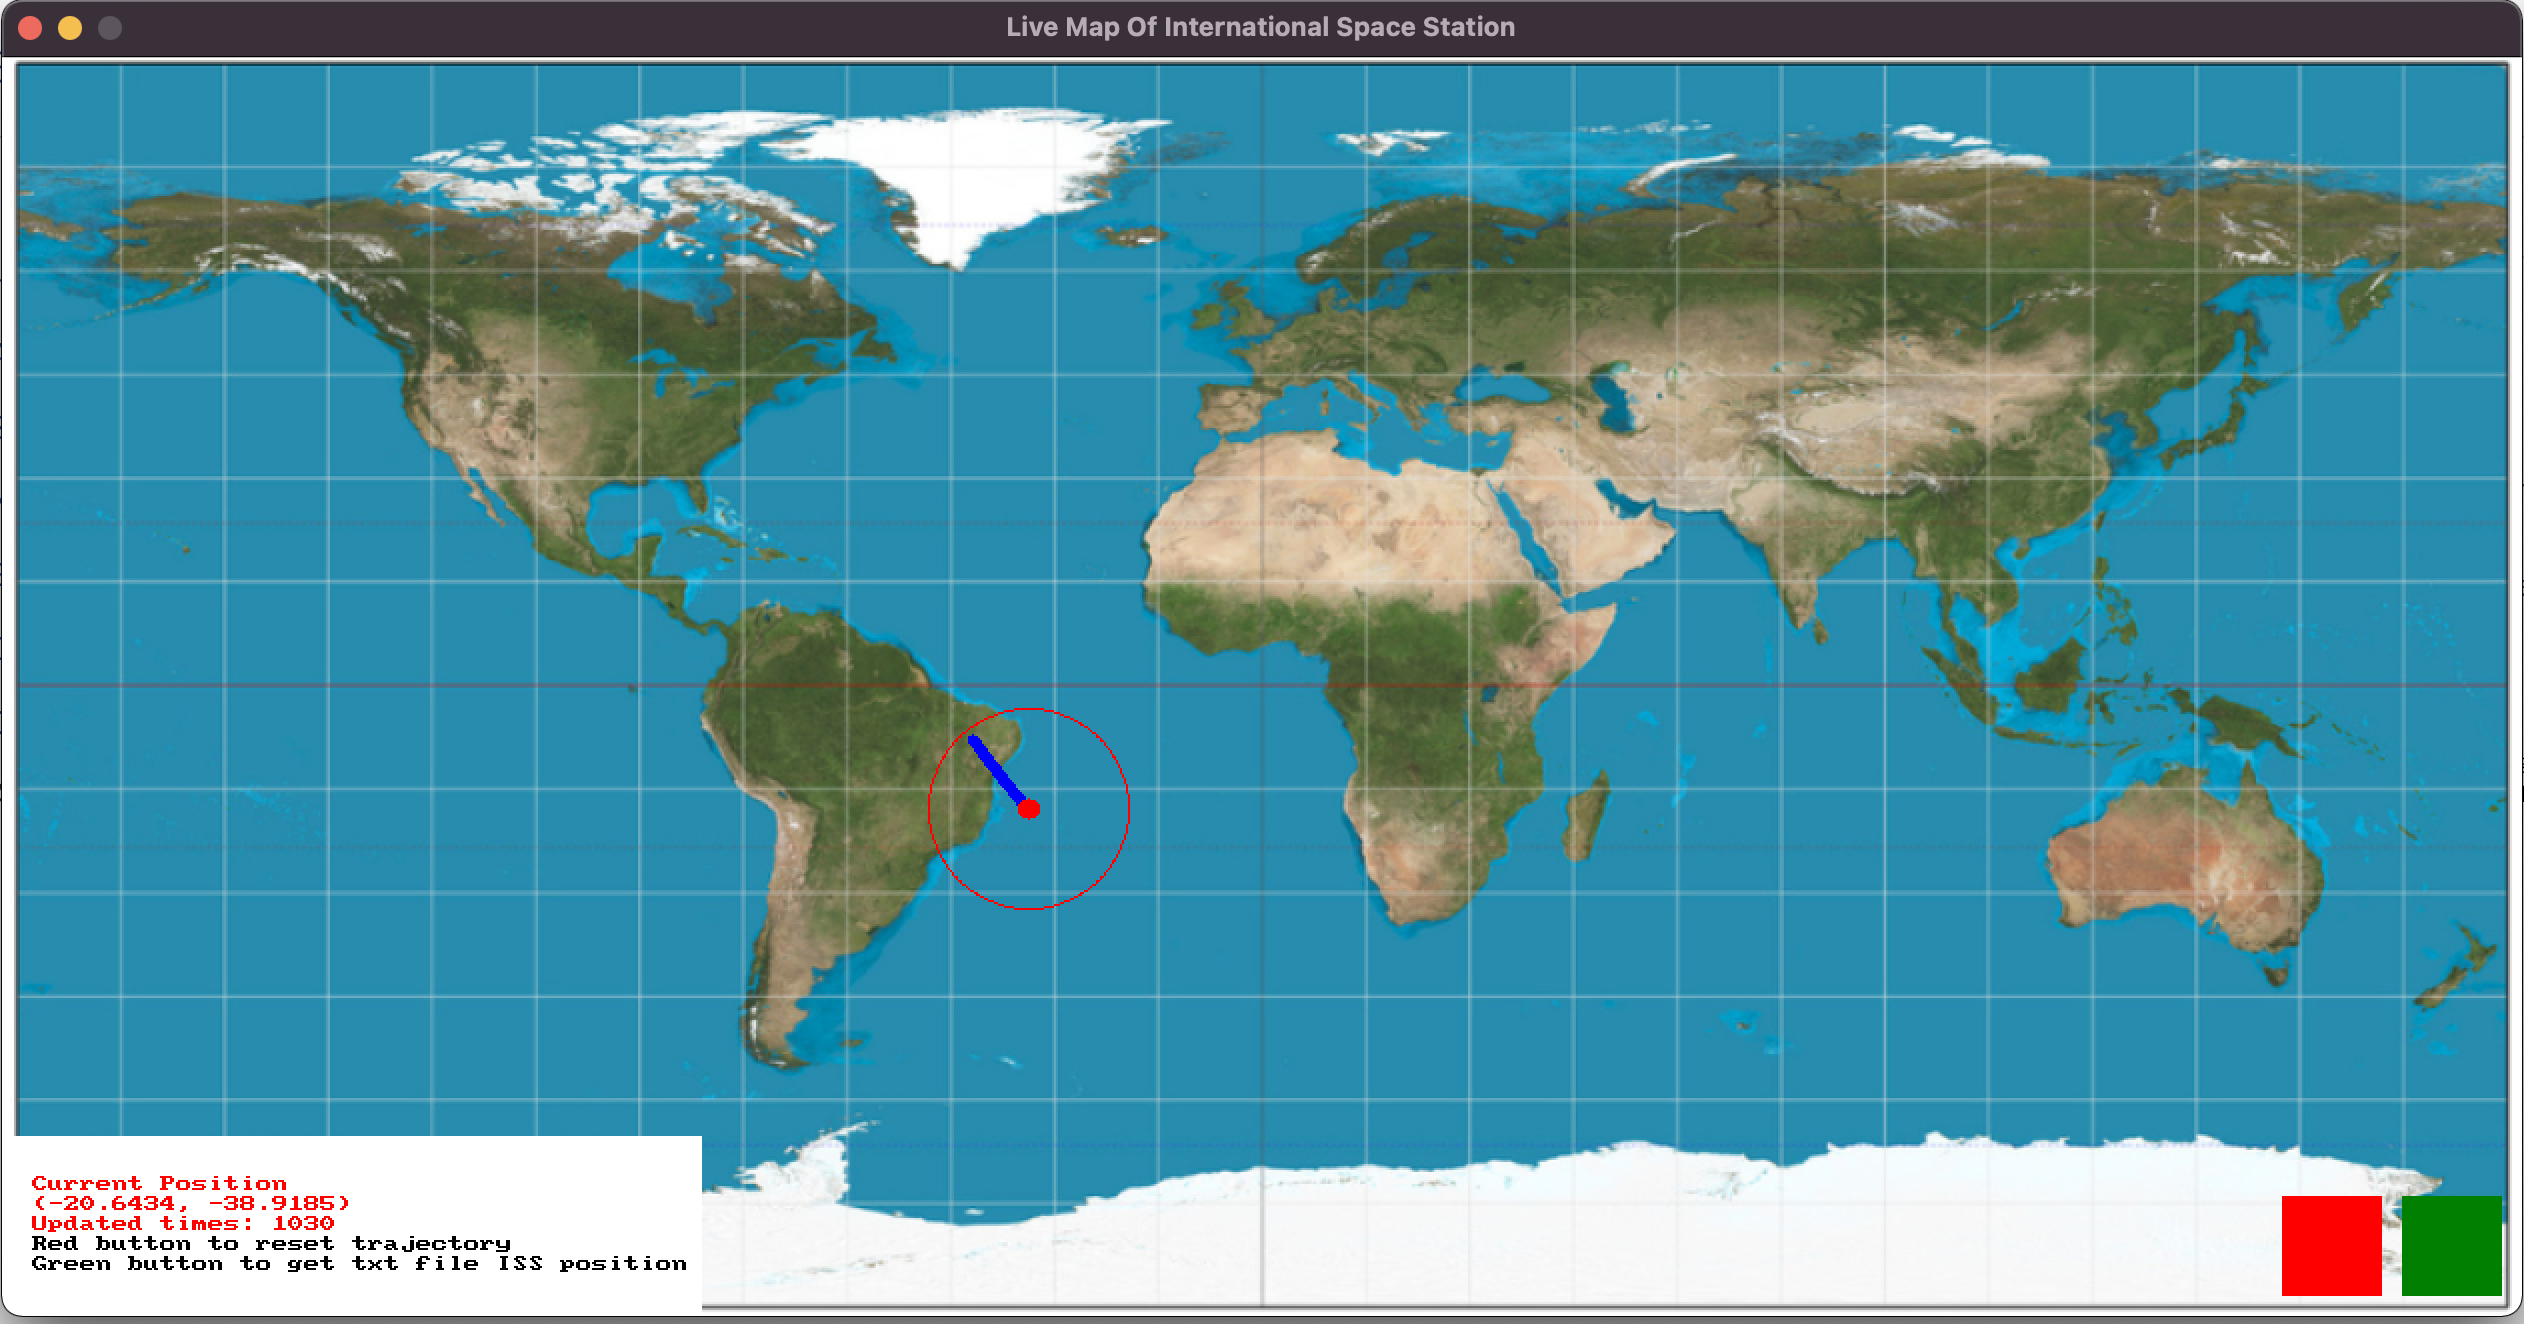 Live Map Of International Space Station
Current Position
(-20.6434, -38.9185)
Updated times: 1030
Red button to reset trajectory
Green button to get txt file ISS position